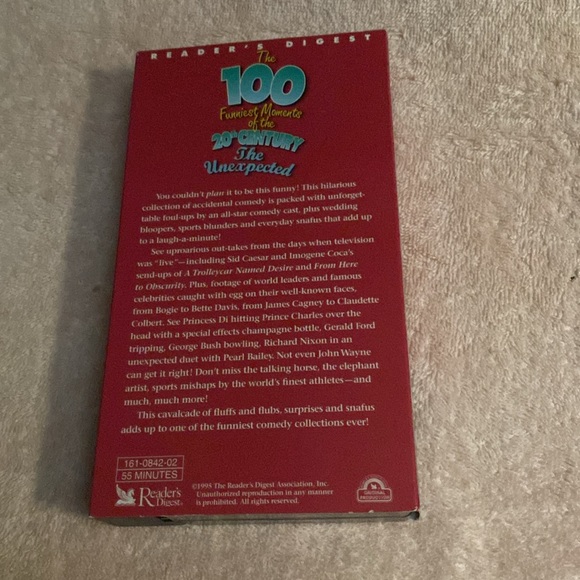 READER'S DIGEST
The
100
Funniest Moments
of the
20th CENTURY
The
Unexpected
You couldn't plan it to be this funny! This hilarious
collection of accidental comedy is packed with unforget-
table foul-ups by an all-star comedy cast, plus wedding
bloopers, sports blunders and everyday snafus that add up
to a laugh-a-minute!
See uproarious out-takes from the days when television
was "live"—including Sid Caesar and Imogene Coca's
send-ups of A Trolleycar Named Desire and From Here
to Obscurity. Plus, footage of world leaders and famous
celebrities caught with egg on their well-known faces,
from Bogie to Bette Davis, from James Cagney to Claudette
Colbert. See Princess Di hitting Prince Charles over the
head with a special effects champagne bottle, Gerald Ford
tripping, George Bush bowling, Richard Nixon in an
unexpected duet with Pearl Bailey. Not even John Wayne
can get it right! Don't miss the talking horse, the elephant
artist, sports mishaps by the world's finest athletes—and
much, much more!
This cavalcade of fluffs and flubs, surprises and snafus
adds up to one of the funniest comedy collections ever!
161-0842-02
55 MINUTES
Reader's
Digest
©1995 The Reader's Digest Association, Inc.
Unauthorized reproduction in any manner
is prohibited. All rights reserved.
ORIGINAL
PRODUCTION